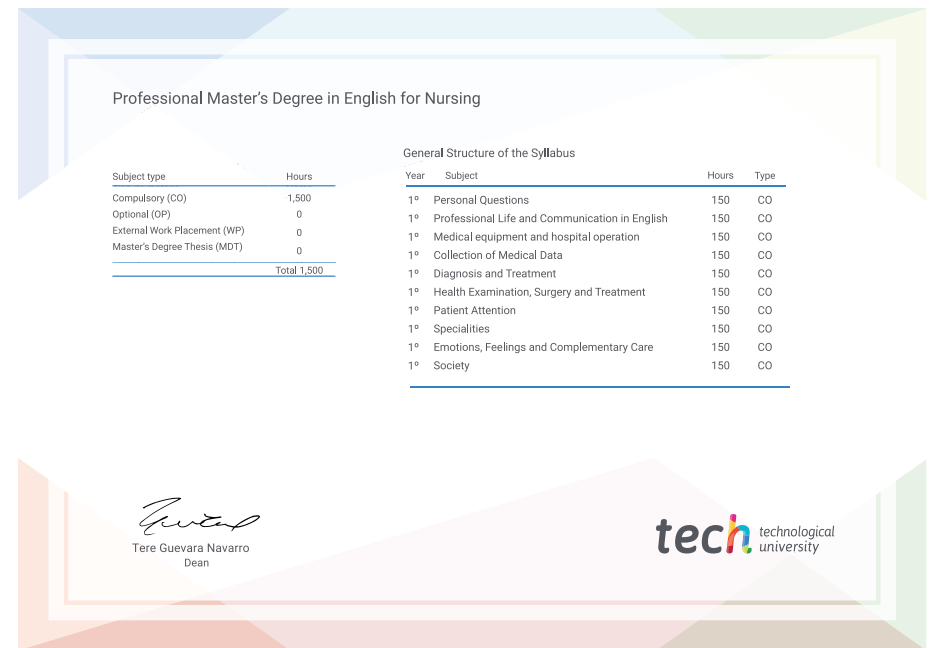 Professional Master's Degree in English for Nursing
Subject type Hours
Compulsory (CO) 1,500
Optional (OP) 0
External Work Placement (WP) 0
Master's Degree Thesis (MDT) 0
Total 1,500
General Structure of the Syllabus
Year Subject Hours Type
1º Personal Questions 150 CO
1º Professional Life and Communication in English 150 CO
1º Medical equipment and hospital operation 150 CO
1º Collection of Medical Data 150 CO
1º Diagnosis and Treatment 150 CO
1º Health Examination, Surgery and Treatment 150 CO
1º Patient Attention 150 CO
1º Specialities 150 CO
1º Emotions, Feelings and Complementary Care 150 CO
1º Society 150 CO
Tere Guevara Navarro
Dean
tech technological
university